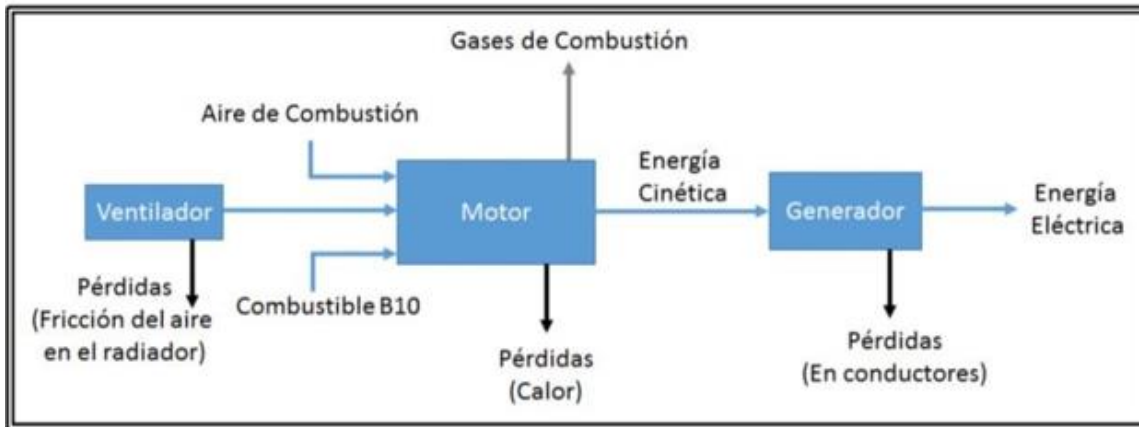 Gases de Combustión
Aire de Combustión
Ventilador
Motor
Energía
Cinética
Generador
Energía
Eléctrica
Pérdidas
(Fricción del aire
en el radiador)
Combustible B10
Pérdidas
(Calor)
Pérdidas
(En conductores)